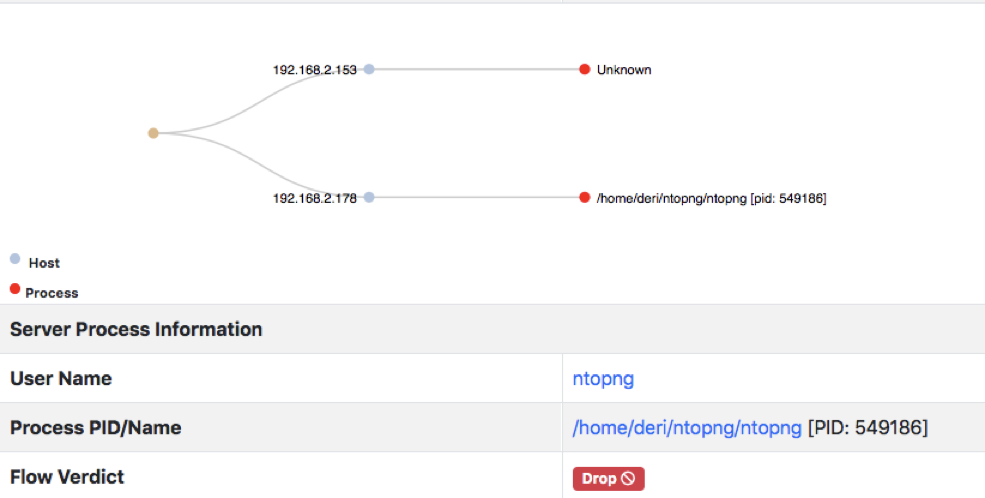 192.168.2.153
Unknown
192.168.2.178
/home/deri/ntopng/ntopng [pid: 549186]
Host
Process
Server Process Information
User Name
ntopng
Process PID/Name
/home/deri/ntopng/ntopng [PID: 549186]
Flow Verdict
Drop